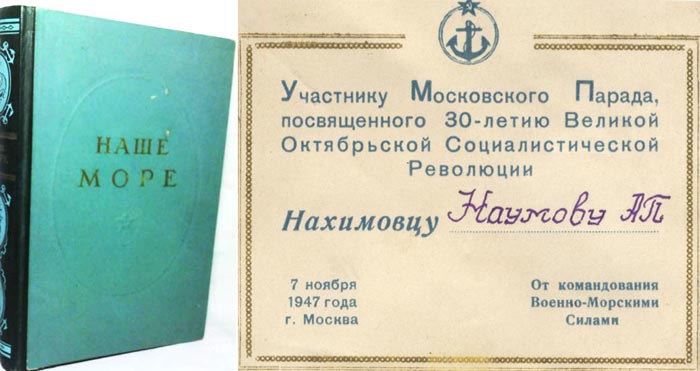 НАШЕ
МОРЕ
Участнику Московского Парада,
посвященного 30-летию Великой
Октябрьской Социалистической
Революции
Нахимовцу Наумову АП
7 ноября
1947 года
г. Москва
От командования
Военно-Морскими
Силами